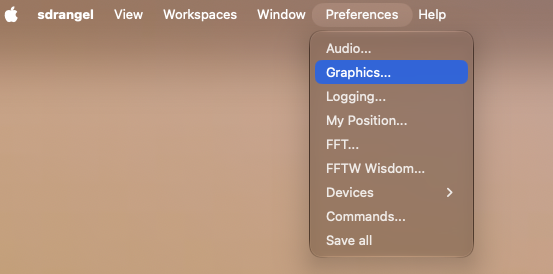 sdrangel View Workspaces Window Preferences Help
Audio...
Graphics...
Logging...
My Position...
FFT...
FFTW Wisdom...
Devices
Commands...
Save all